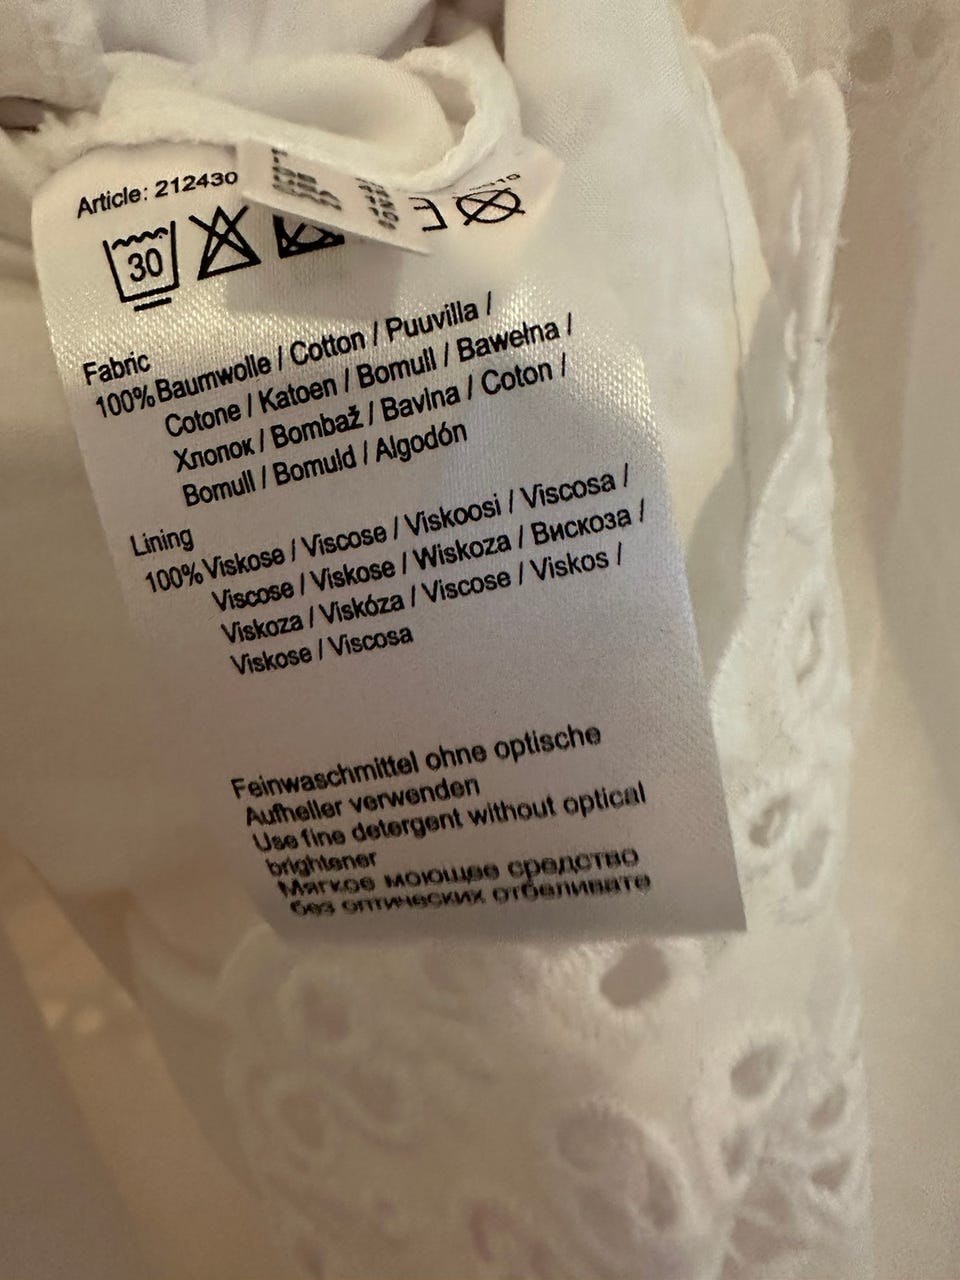 Article: 212430
30
Fabric
100% Baumwolle / Cotton / Puuvilla /
Cotone / Katoen / Bomull / Bawełna /
Хлопок / Bombaž / Bavlna / Coton /
Bomull / Bomuld / Algodón
Lining
100% Viskose / Viscose / Viskoosi / Viscosa /
Viscose / Viskose / Wiskoza / Вискоза /
Viskoza / Viskóza / Viscose / Viskos /
Viskose / Viscosa
Feinwaschmittel ohne optische
Aufheller verwenden
Use fine detergent without optical
brightener
Мягкое моющее средство
без оптических отбеливате